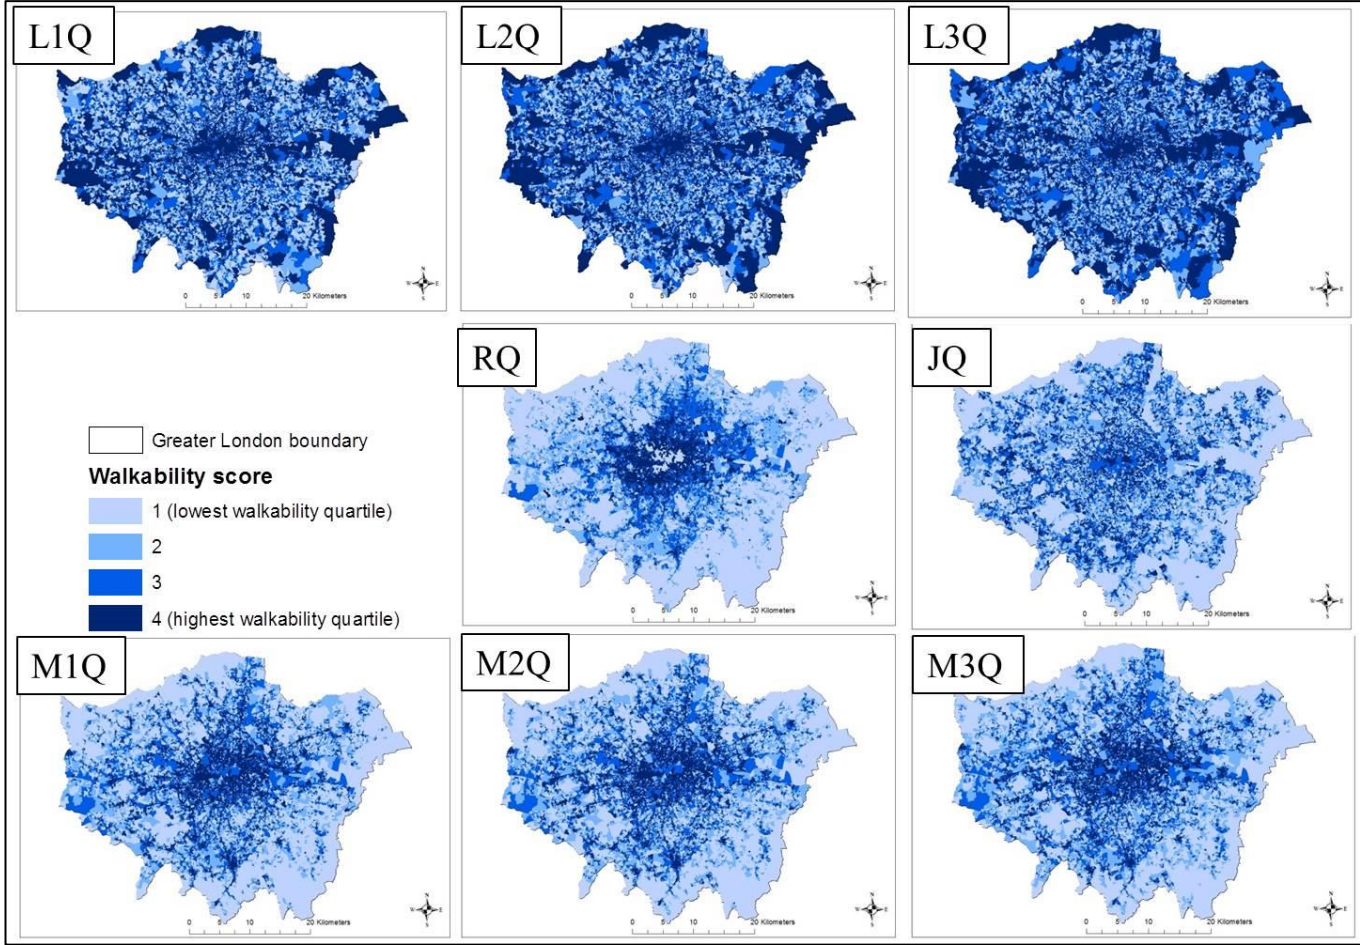 L1Q
L2Q
L3Q
N
W E
S
0 5 10 20 Kilometers
N
W E
S
0 5 10 20 Kilometers
N
W E
S
0 5 10 20 Kilometers
RQ
JQ
Greater London boundary
Walkability score
1 (lowest walkability quartile)
2
3
4 (highest walkability quartile)
N
W E
S
0 5 10 20 Kilometers
N
W E
S
0 5 10 20 Kilometers
M1Q
M2Q
M3Q
N
W E
S
0 5 10 20 Kilometers
N
W E
S
0 5 10 20 Kilometers
N
W E
S
0 5 10 20 Kilometers